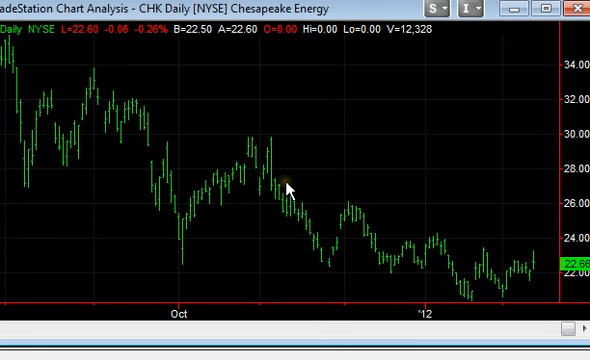 adeStation Chart Analysis - CHK Daily [NYSE] Chesapeake Energy
S
I
Daily NYSE L=22.60 -0.06 -0.26% B=22.50 A=22.60 O=0.00 Hi=0.00 Lo=0.00 V=12,328
34.00
32.00
30.00
28.00
26.00
24.00
22.66
22.00
Oct
'12